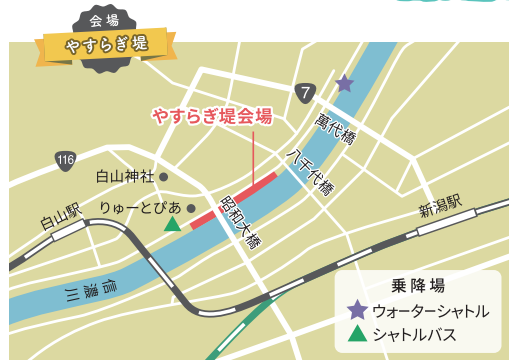 会場
やすらぎ堤
7
やすらぎ堤会場
萬代橋
116
八千代橋
白山神社
りゅーとぴあ
昭和大橋
白山駅
新潟駅
信濃川
乗降場
ウォーターシャトル
シャトルバス